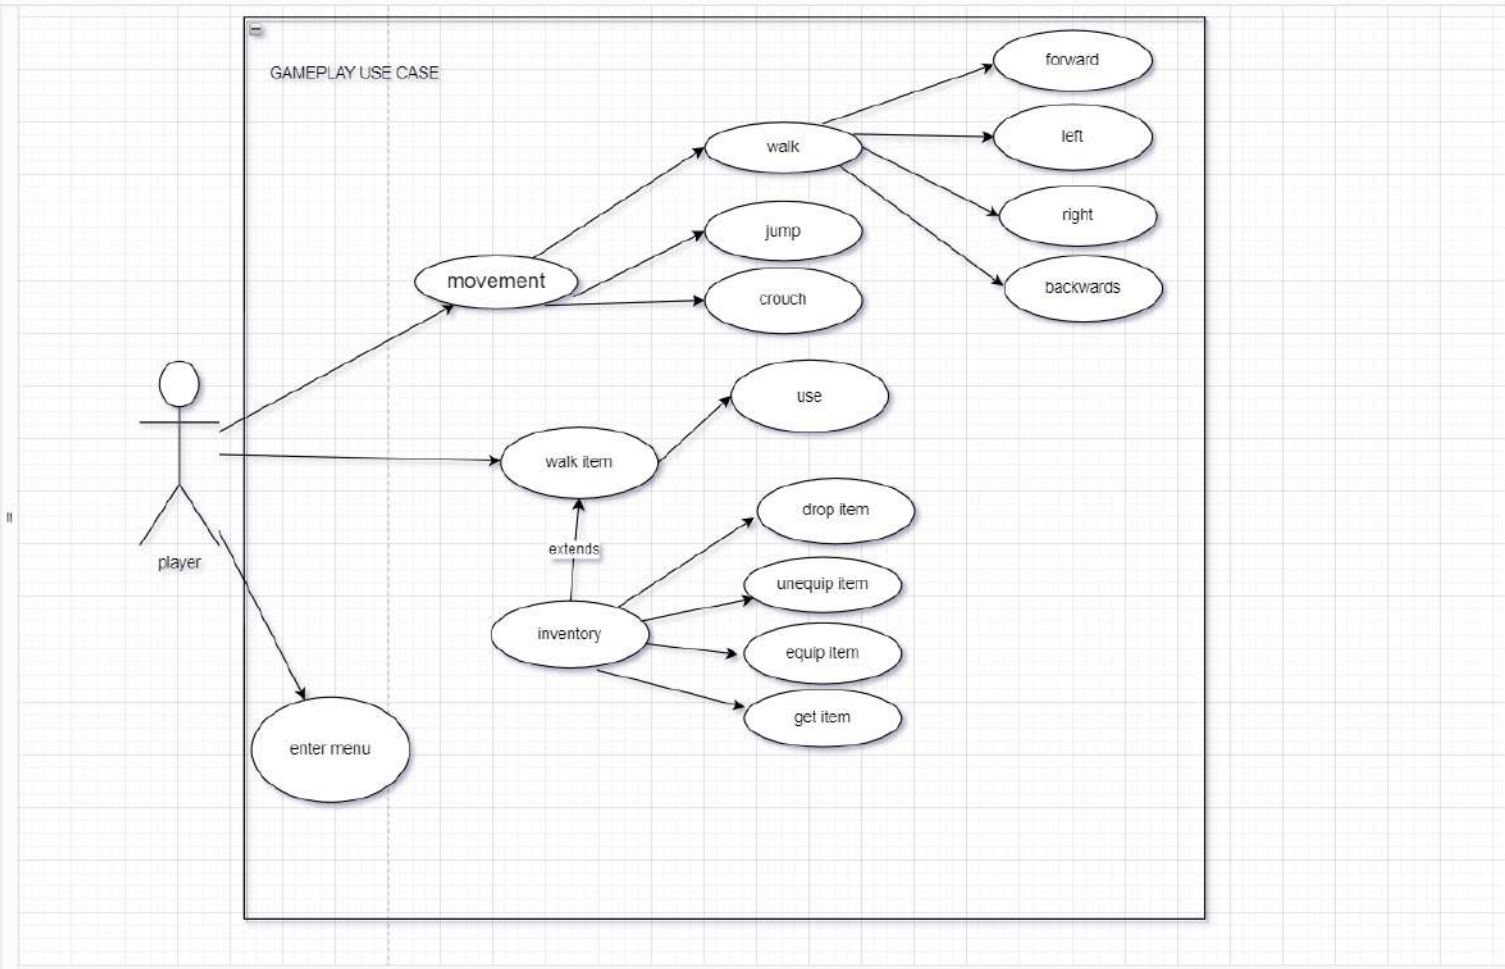 GAMEPLAY USE CASE
forward
walk
left
right
jump
movement
backwards
crouch
use
walk item
drop item
extends
player
unequip item
inventory
equip item
get item
enter menu